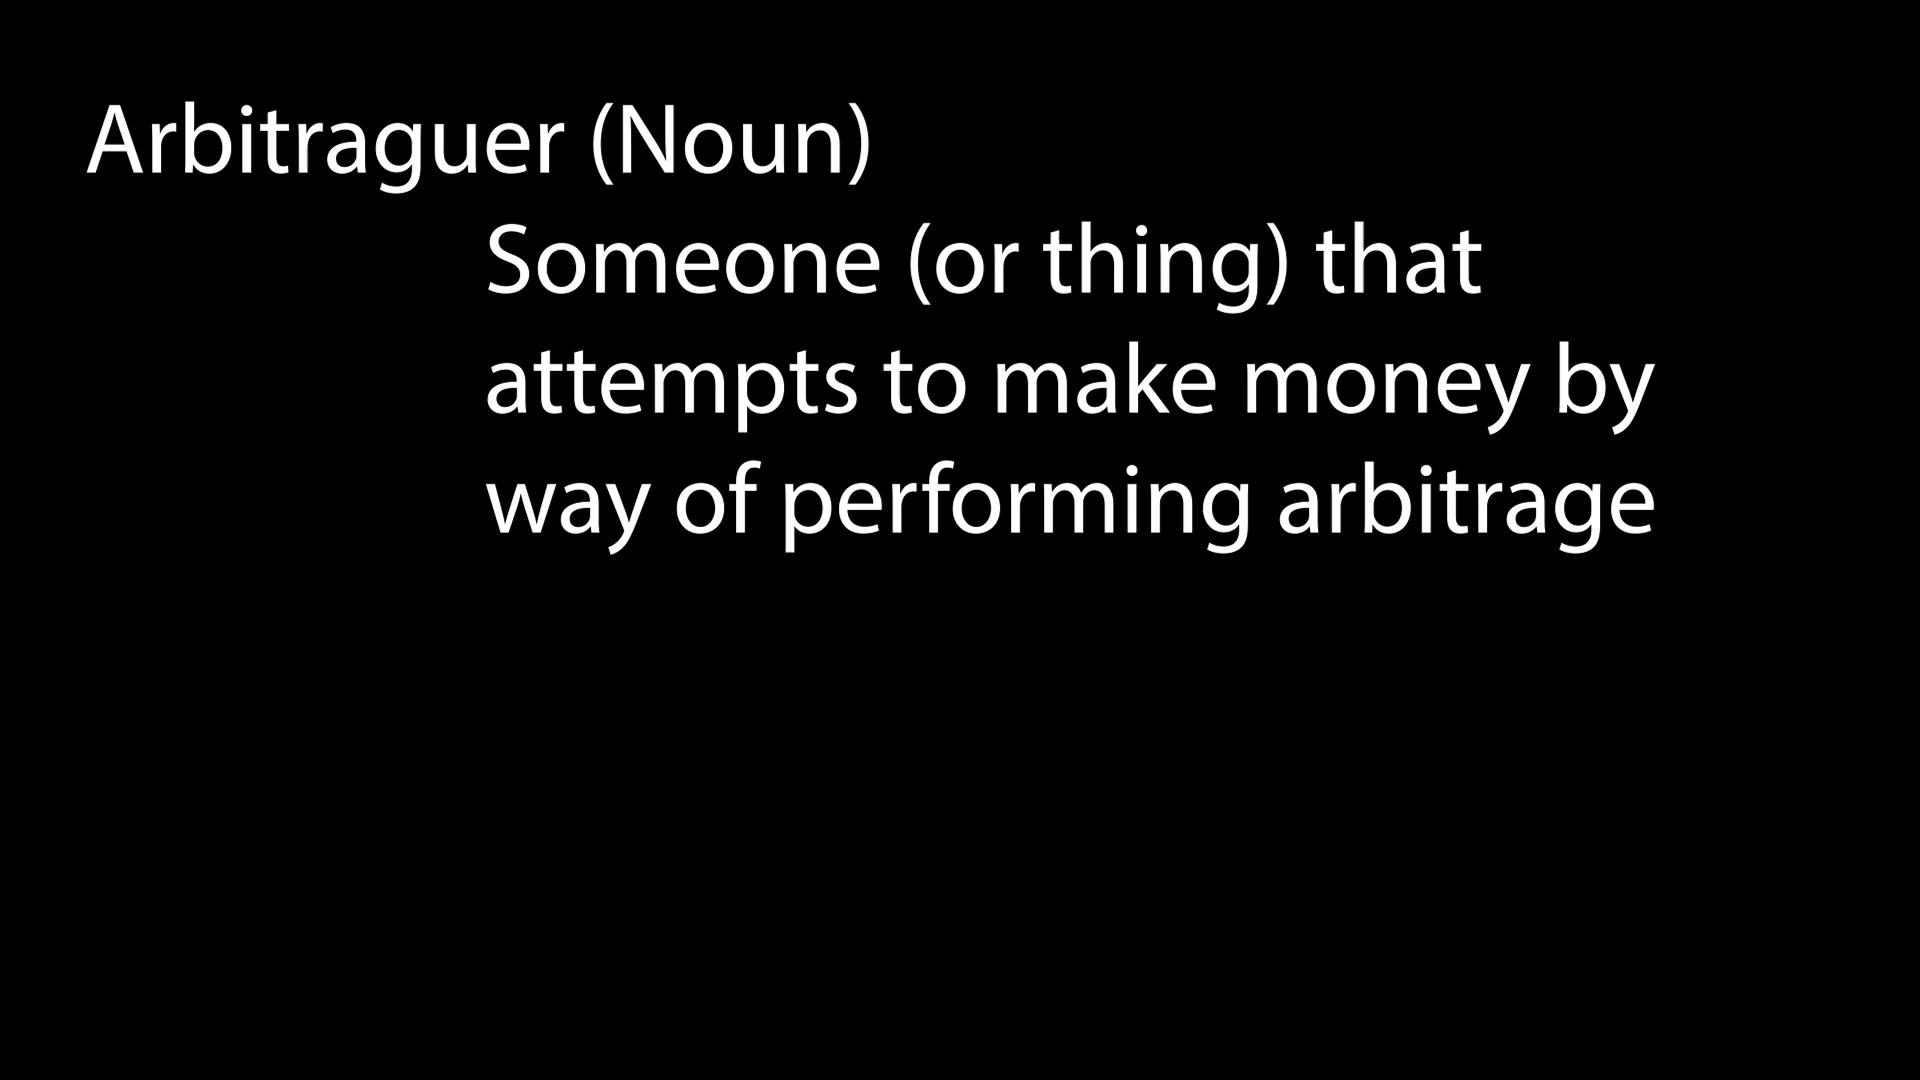 Arbitraguer (Noun)
Someone (or thing) that
attempts to make money by
way of performing arbitrage